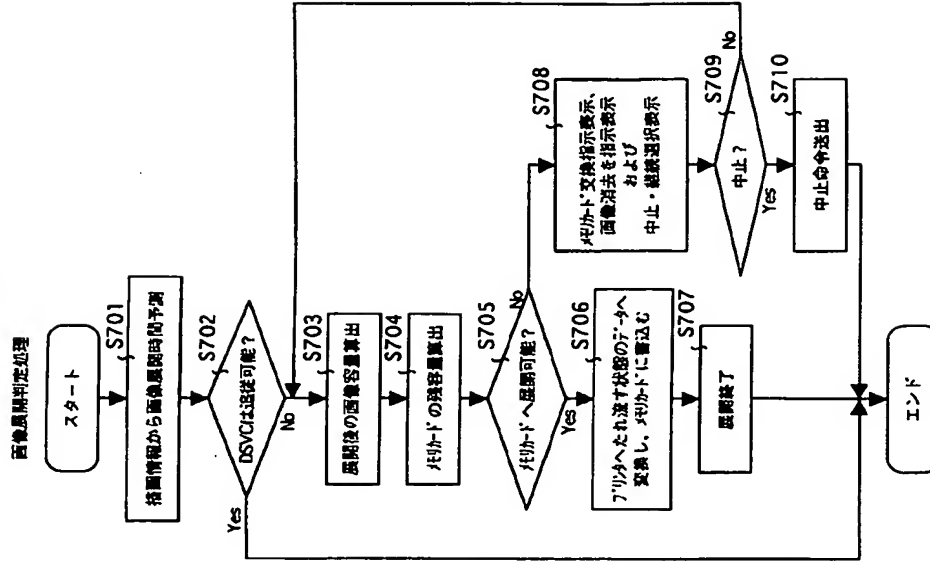 画像展開判定処理
スタート
S701
描画情報から画像展開時間予測
S702
DSVCは追従可能?
Yes
No
S703
展開後の画像容量算出
S704
メモリカードの残容量算出
S705
メモリカードへ展開可能?
No
Yes
S706
プリンタへたれ流す状態のデータへ
変換し、メモリカードに書込む
S707
展開終了
S708
メモリカード交換指示表示、
画像消去を指示表示
および
中止・継続選択表示
S709
中止?
No
Yes
S710
中止命令送出
エンド